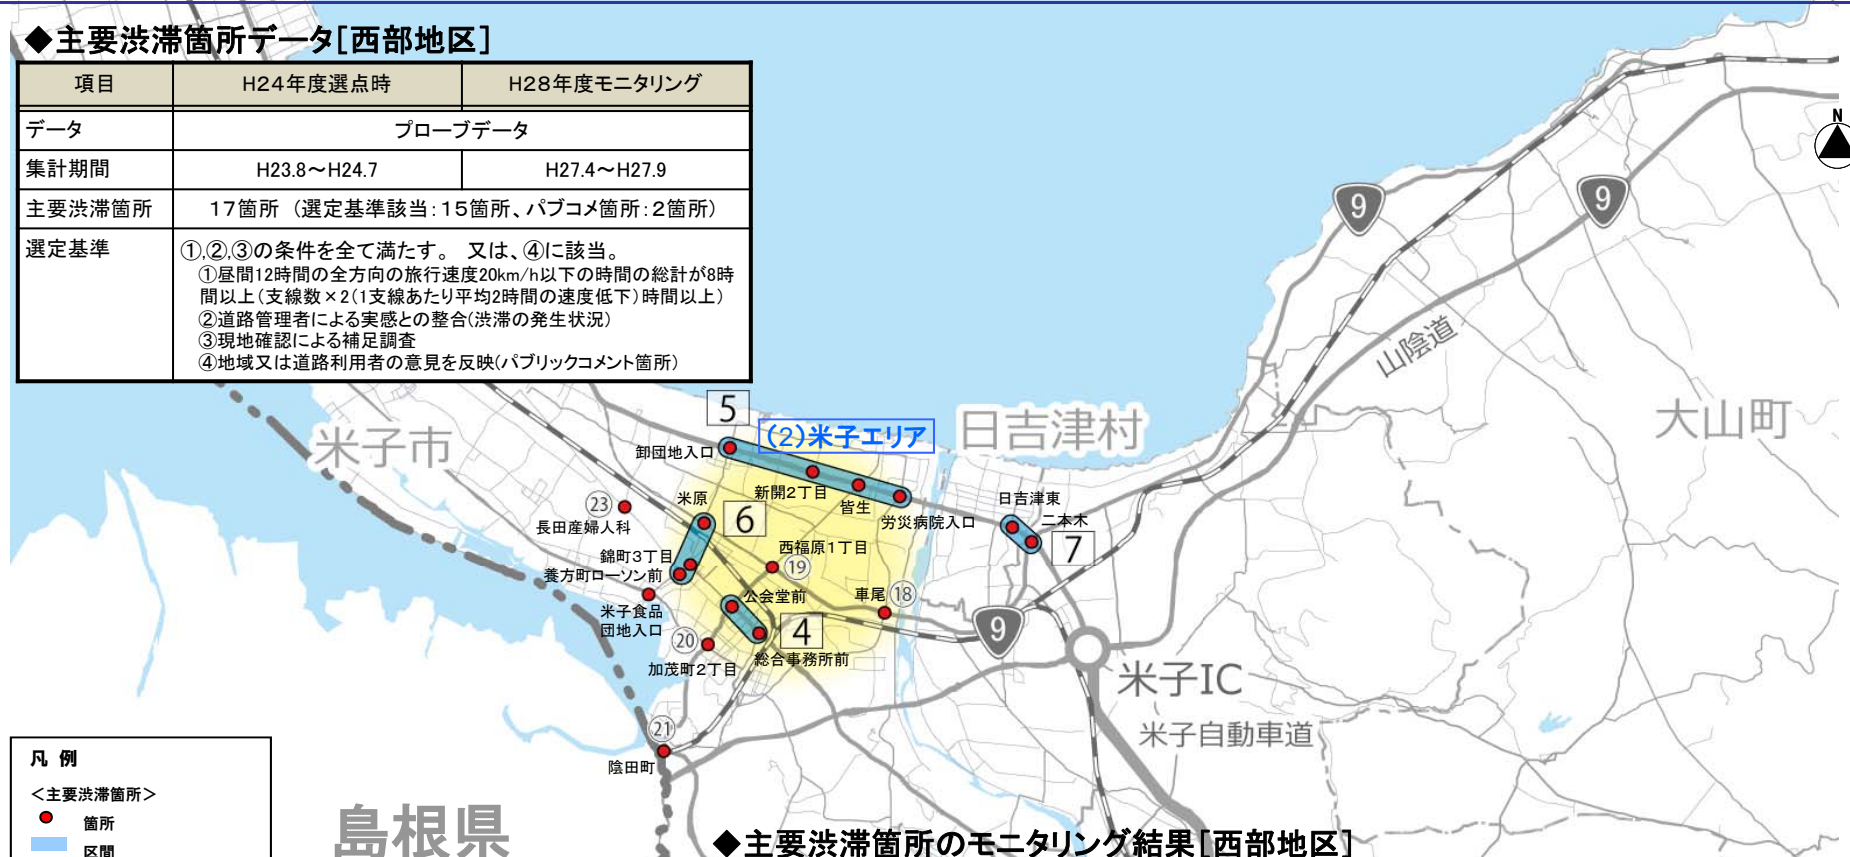 ◆主要渋滞箇所データ[西部地区]
項目 H24年度選点時 H28年度モニタリング
データ プローブデータ
集計期間 H23.8～H24.7 H27.4～H27.9
主要渋滞箇所 17箇所 (選定基準該当:15箇所、パブコメ箇所:2箇所)
選定基準 ①,②,③の条件を全て満たす。 又は、④に該当。
①昼間12時間の全方向の旅行速度20km/h以下の時間の総計が8時
間以上(支線数×2(1支線あたり平均2時間の速度低下)時間以上)
②道路管理者による実感との整合(渋滞の発生状況)
③現地確認による補足調査
④地域又は道路利用者の意見を反映(パブリックコメント箇所)
N
9
9
山陰道
大山町
日吉津村
米子市
5
(2)米子エリア
卸団地入口
新開2丁目
皆生
労災病院入口
日吉津東
二本木
7
23
長田産婦人科
米原
6
錦町3丁目
養方町ローソン前
西福原1丁目
19
米子食品
団地入口
公会堂前
車尾
18
4
総合事務所前
20
加茂町2丁目
9
米子IC
米子自動車道
21
陰田町
島根県
凡 例
<主要渋滞箇所>
箇所
区間
◆主要渋滞箇所のモニタリング結果[西部地区]